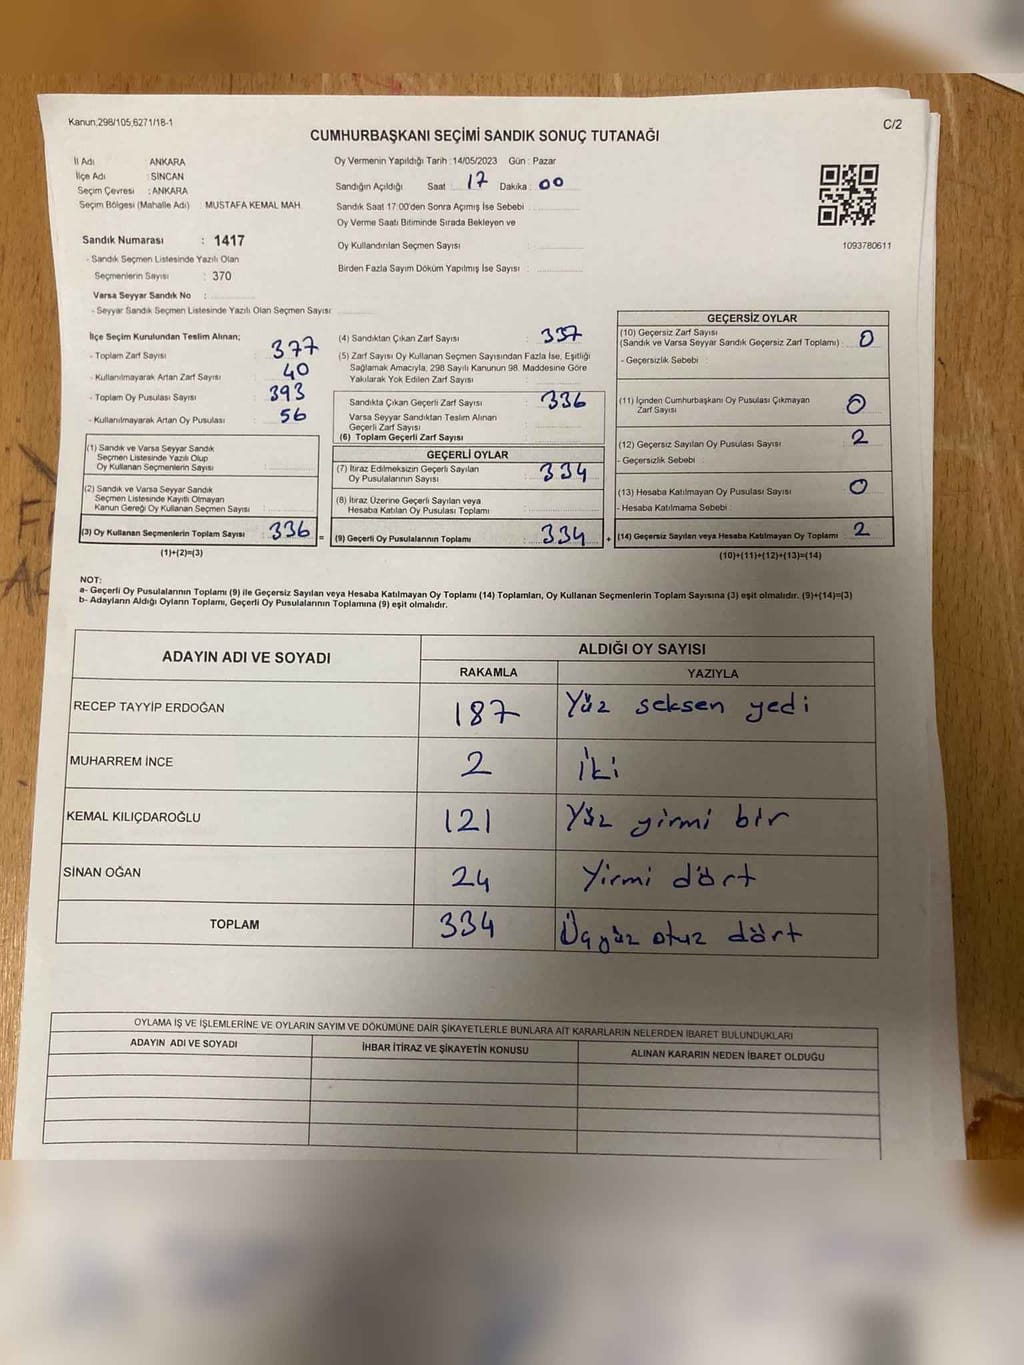 Kanun;298/105,6271/18-1
C/2
CUMHURBAŞKANI SEÇİMİ SANDIK SONUÇ TUTANAĞI
İl Adı ANKARA
İlçe Adı : SİNCAN
Seçim Çevresi : ANKARA
Seçim Bölgesi (Mahalle Adı) : MUSTAFA KEMAL MAH.
Oy Vermenin Yapıldığı Tarih : 14/05/2023 Gün : Pazar
Sandığın Açıldığı Saat : 17 Dakika : 00
Sandık Saat 17:00'den Sonra Açımış İse Sebebi :
Oy Verme Saati Bitiminde Sırada Bekleyen ve
Oy Kullandırılan Seçmen Sayısı :
Birden Fazla Sayım Döküm Yapılmış İse Sayısı :
1093780611
Sandık Numarası : 1417
- Sandık Seçmen Listesinde Yazılı Olan
Seçmenlerin Sayısı : 370
Varsa Seyyar Sandık No :
- Seyyar Sandık Seçmen Listesinde Yazılı Olan Seçmen Sayısı:
İlçe Seçim Kurulundan Teslim Alınan;
- Toplam Zarf Sayısı : 377
- Kullanılmayarak Artan Zarf Sayısı : 40
- Toplam Oy Pusulası Sayısı : 393
- Kullanılmayarak Artan Oy Pusulası : 56
(1) Sandık ve Varsa Seyyar Sandık
Seçmen Listesinde Yazılı Olup
Oy Kullanan Seçmenlerin Sayısı :
(2) Sandık ve Varsa Seyyar Sandık
Seçmen Listesinde Kayıtlı Olmayan
Kanun Gereği Oy Kullanan Seçmen Sayısı :
(3) Oy Kullanan Seçmenlerin Toplam Sayısı : 336 =
(1)+(2)=(3)
(4) Sandıktan Çıkan Zarf Sayısı : 337
(5) Zarf Sayısı Oy Kullanan Seçmen Sayısından Fazla İse, Eşitliği
Sağlamak Amacıyla, 298 Sayılı Kanunun 98. Maddesine Göre
Yakılarak Yok Edilen Zarf Sayısı :
Sandıkta Çıkan Geçerli Zarf Sayısı : 336
Varsa Seyyar Sandıktan Teslim Alınan
Geçerli Zarf Sayısı :
(6) Toplam Geçerli Zarf Sayısı :
GEÇERLİ OYLAR
(7) İtiraz Edilmeksizin Geçerli Sayılan
Oy Pusulalarının Sayısı : 334
(8) İtiraz Üzerine Geçerli Sayılan veya
Hesaba Katılan Oy Pusulası Toplamı :
(9) Geçerli Oy Pusulalarının Toplamı : 334 +
GEÇERSİZ OYLAR
(10) Geçersiz Zarf Sayısı
(Sandık ve Varsa Seyyar Sandık Geçersiz Zarf Toplamı) : 0
- Geçersizlik Sebebi :
(11) İçinden Cumhurbaşkanı Oy Pusulası Çıkmayan
Zarf Sayısı : 0
(12) Geçersiz Sayılan Oy Pusulası Sayısı : 2
- Geçersizlik Sebebi :
(13) Hesaba Katılmayan Oy Pusulası Sayısı : 0
- Hesaba Katılmama Sebebi :
(14) Geçersiz Sayılan veya Hesaba Katılmayan Oy Toplamı : 2
(10)+(11)+(12)+(13)=(14)
NOT:
a- Geçerli Oy Pusulalarının Toplamı (9) ile Geçersiz Sayılan veya Hesaba Katılmayan Oy Toplamı (14) Toplamları, Oy Kullanan Seçmenlerin Toplam Sayısına (3) eşit olmalıdır. (9)+(14)=(3)
b- Adayların Aldığı Oyların Toplamı, Geçerli Oy Pusulalarının Toplamına (9) eşit olmalıdır.
ADAYIN ADI VE SOYADI
ALDIĞI OY SAYISI
RAKAMLA YAZIYLA
RECEP TAYYİP ERDOĞAN 187 Yüz seksen yedi
MUHARREM İNCE 2 İki
KEMAL KILIÇDAROĞLU 121 Yüz yirmi bir
SİNAN OĞAN 24 Yirmi dört
TOPLAM 334 Üçyüz otuz dört
OYLAMA İŞ VE İŞLEMLERİNE VE OYLARIN SAYIM VE DÖKÜMÜNE DAİR ŞİKAYETLERLE BUNLARA AİT KARARLARIN NELERDEN İBARET BULUNDUKLARI
ADAYIN ADI VE SOYADI İHBAR İTİRAZ VE ŞİKAYETİN KONUSU ALINAN KARARIN NEDEN İBARET OLDUĞU